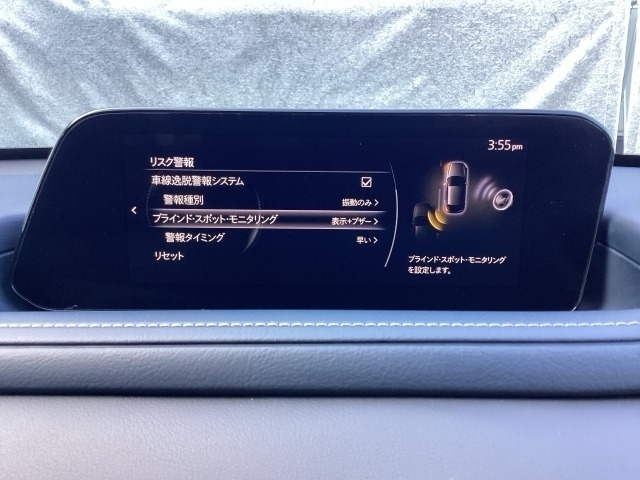 3:55pm
リスク警報
車線逸脱警報システム
警報種別 振動のみ
ブラインド・スポット・モニタリング 表示+ブザー
警報タイミング 早い
リセット
ブラインド・スポット・モニタリング
を設定します。